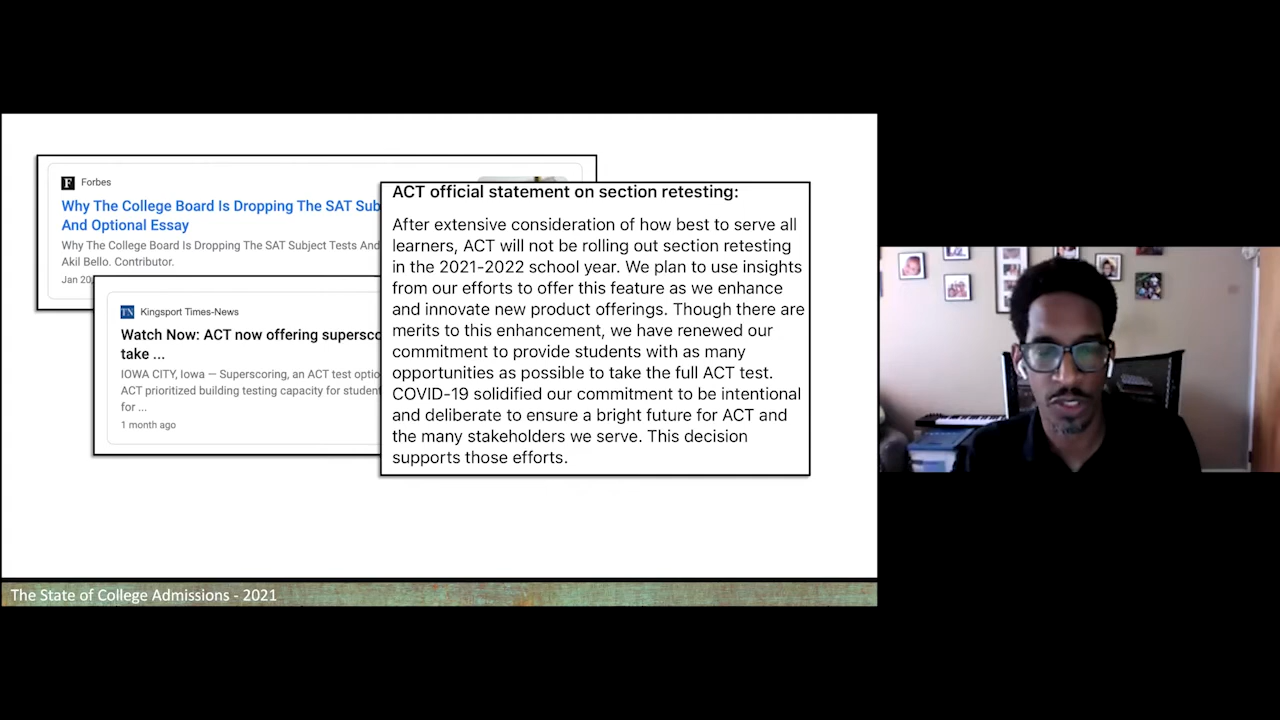 Forbes
Why The College Board Is Dropping The SAT Sub
And Optional Essay
Why The College Board Is Dropping The SAT Subject Tests And
Akil Bello. Contributor.
Jan 20,
TN Kingsport Times-News
Watch Now: ACT now offering supersco
take ...
IOWA CITY, Iowa — Superscoring, an ACT test optio
ACT prioritized building testing capacity for student
for ...
1 month ago
ACT official statement on section retesting:
After extensive consideration of how best to serve all
learners, ACT will not be rolling out section retesting
in the 2021-2022 school year. We plan to use insights
from our efforts to offer this feature as we enhance
and innovate new product offerings. Though there are
merits to this enhancement, we have renewed our
commitment to provide students with as many
opportunities as possible to take the full ACT test.
COVID-19 solidified our commitment to be intentional
and deliberate to ensure a bright future for ACT and
the many stakeholders we serve. This decision
supports those efforts.
The State of College Admissions - 2021